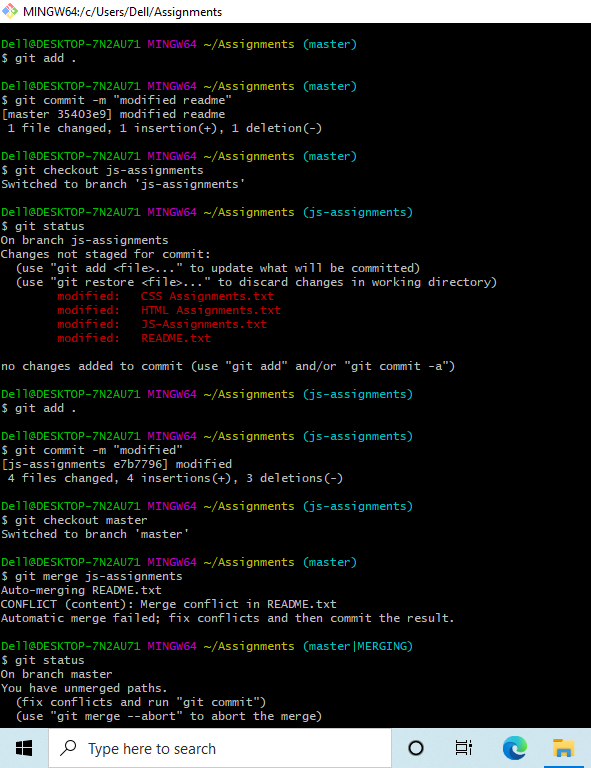 MINGW64:/c/Users/Dell/Assignments
Dell@DESKTOP-7N2AU71 MINGW64 ~/Assignments (master)
$ git add .
Dell@DESKTOP-7N2AU71 MINGW64 ~/Assignments (master)
$ git commit -m "modified readme"
[master 35403e9] modified readme
 1 file changed, 1 insertion(+), 1 deletion(-)
Dell@DESKTOP-7N2AU71 MINGW64 ~/Assignments (master)
$ git checkout js-assignments
Switched to branch 'js-assignments'
Dell@DESKTOP-7N2AU71 MINGW64 ~/Assignments (js-assignments)
$ git status
On branch js-assignments
Changes not staged for commit:
  (use "git add <file>..." to update what will be committed)
  (use "git restore <file>..." to discard changes in working directory)
        modified:   CSS Assignments.txt
        modified:   HTML Assignments.txt
        modified:   JS-Assignments.txt
        modified:   README.txt
no changes added to commit (use "git add" and/or "git commit -a")
Dell@DESKTOP-7N2AU71 MINGW64 ~/Assignments (js-assignments)
$ git add .
Dell@DESKTOP-7N2AU71 MINGW64 ~/Assignments (js-assignments)
$ git commit -m "modified"
[js-assignments e7b7796] modified
 4 files changed, 4 insertions(+), 3 deletions(-)
Dell@DESKTOP-7N2AU71 MINGW64 ~/Assignments (js-assignments)
$ git checkout master
Switched to branch 'master'
Dell@DESKTOP-7N2AU71 MINGW64 ~/Assignments (master)
$ git merge js-assignments
Auto-merging README.txt
CONFLICT (content): Merge conflict in README.txt
Automatic merge failed; fix conflicts and then commit the result.
Dell@DESKTOP-7N2AU71 MINGW64 ~/Assignments (master|MERGING)
$ git status
On branch master
You have unmerged paths.
  (fix conflicts and run "git commit")
  (use "git merge --abort" to abort the merge)
Type here to search